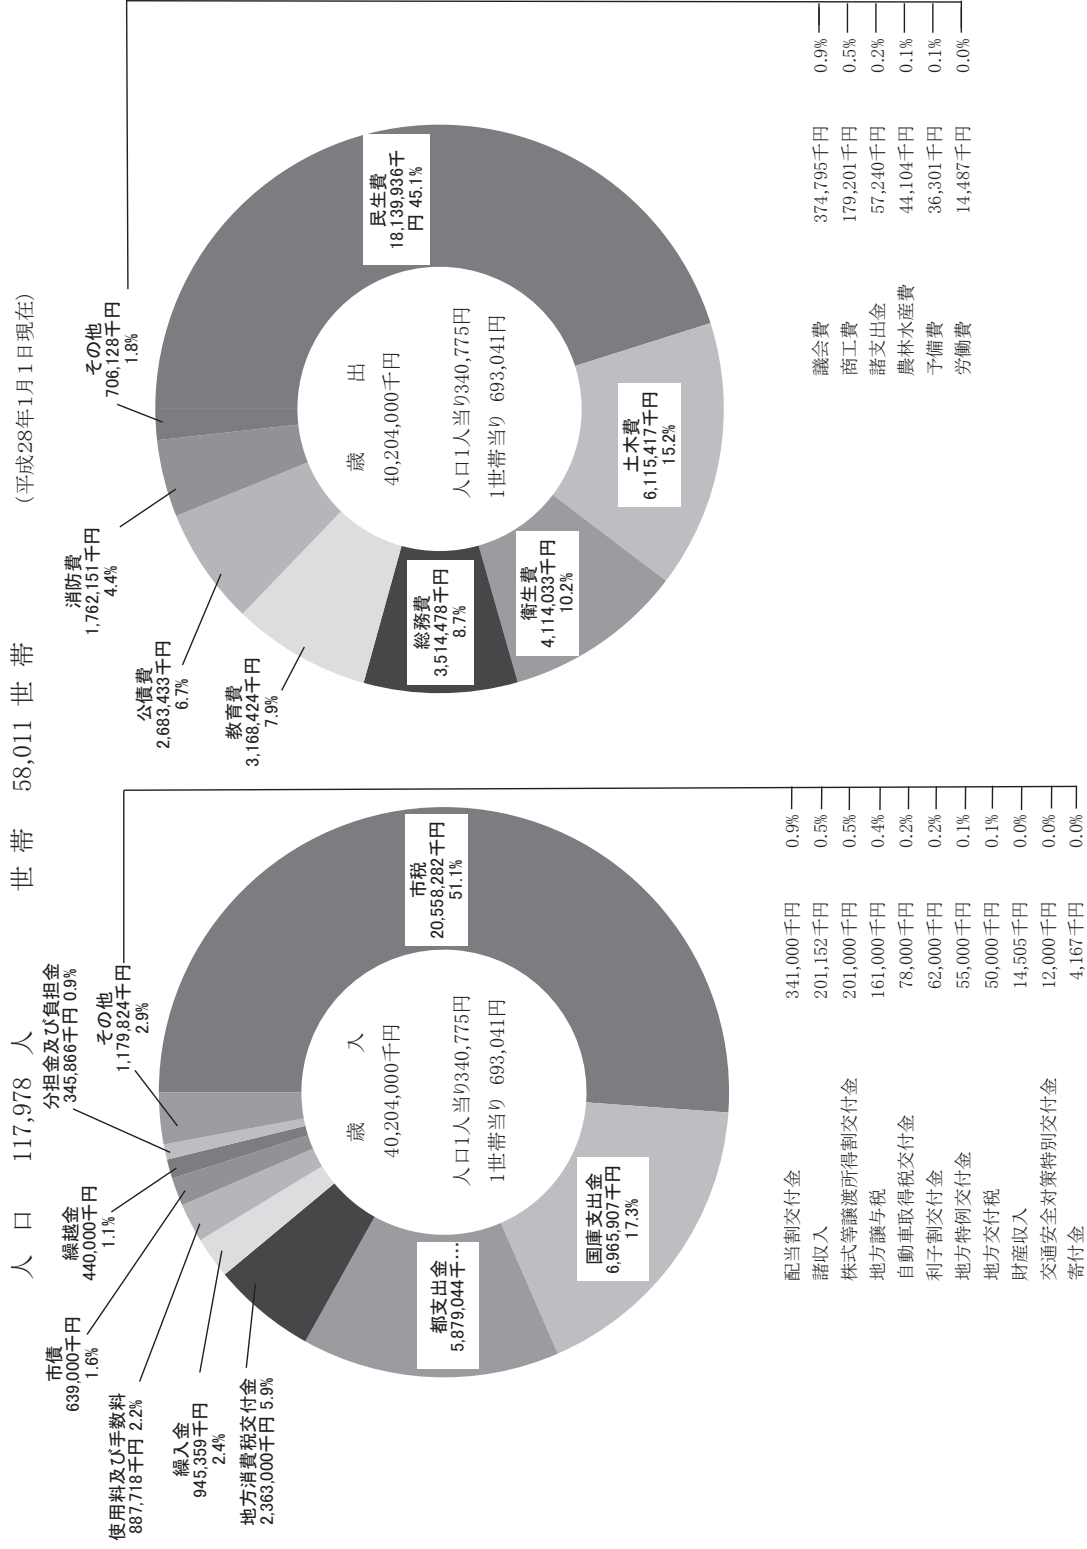 人 口 117,978 人 世 帯 58,011 世 帯 (平成28年1月1日現在)
歳 入
40,204,000千円
人口1人当り340,775円
1世帯当り 693,041円
市税
20,558,282千円
51.1%
国庫支出金
6,965,907千円
17.3%
都支出金
5,879,044千…
地方消費税交付金
2,363,000千円 5.9%
繰入金
945,359千円
2.4%
使用料及び手数料
887,718千円 2.2%
市債
639,000千円
1.6%
繰越金
440,000千円
1.1%
分担金及び負担金
345,866千円 0.9%
その他
1,179,824千円
2.9%
配当割交付金 341,000千円 0.9%
諸収入 201,152千円 0.5%
株式等譲渡所得割交付金 201,000千円 0.5%
地方譲与税 161,000千円 0.4%
自動車取得税交付金 78,000千円 0.2%
利子割交付金 62,000千円 0.2%
地方特例交付金 55,000千円 0.1%
地方交付税 50,000千円 0.1%
財産収入 14,505千円 0.0%
交通安全対策特別交付金 12,000千円 0.0%
寄付金 4,167千円 0.0%
歳 出
40,204,000千円
人口1人当り340,775円
1世帯当り 693,041円
民生費
18,139,936千
円 45.1%
土木費
6,115,417千円
15.2%
衛生費
4,114,033千円
10.2%
総務費
3,514,478千円
8.7%
教育費
3,168,424千円
7.9%
公債費
2,683,433千円
6.7%
消防費
1,762,151千円
4.4%
その他
706,128千円
1.8%
議会費 374,795千円 0.9%
商工費 179,201千円 0.5%
諸支出金 57,240千円 0.2%
農林水産費 44,104千円 0.1%
予備費 36,301千円 0.1%
労働費 14,487千円 0.0%